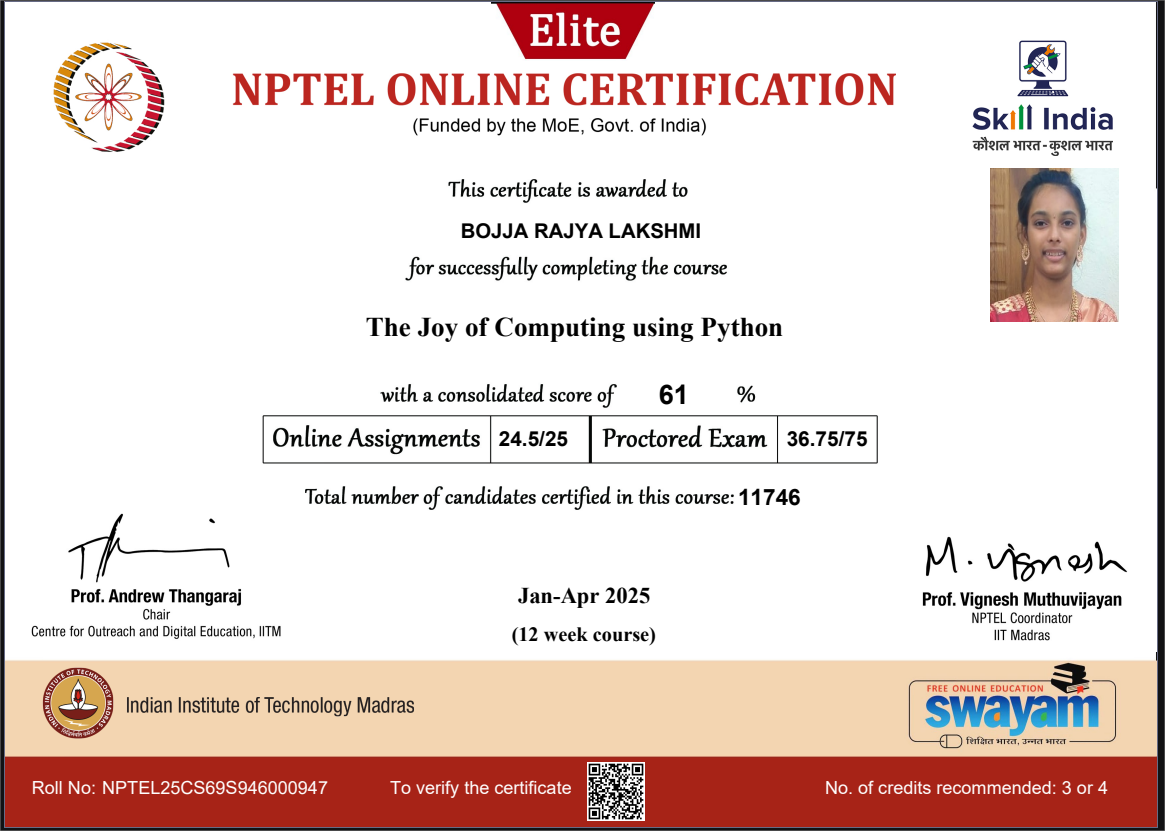 Elite
NPTEL ONLINE CERTIFICATION
(Funded by the MoE, Govt. of India)
Skill India
कौशल भारत - कुशल भारत
This certificate is awarded to
BOJJA RAJYA LAKSHMI
for successfully completing the course
The Joy of Computing using Python
with a consolidated score of 61 %
Online Assignments 24.5/25 Proctored Exam 36.75/75
Total number of candidates certified in this course: 11746
M. Vignesh
Prof. Andrew Thangaraj
Chair
Centre for Outreach and Digital Education, IITM
Jan-Apr 2025
(12 week course)
Prof. Vignesh Muthuvijayan
NPTEL Coordinator
IIT Madras
INDIAN INSTITUTE OF TECHNOLOGY MADRAS
Indian Institute of Technology Madras
FREE ONLINE EDUCATION
swayam
शिक्षित भारत, उन्नत भारत
Roll No: NPTEL25CS69S946000947
To verify the certificate
No. of credits recommended: 3 or 4